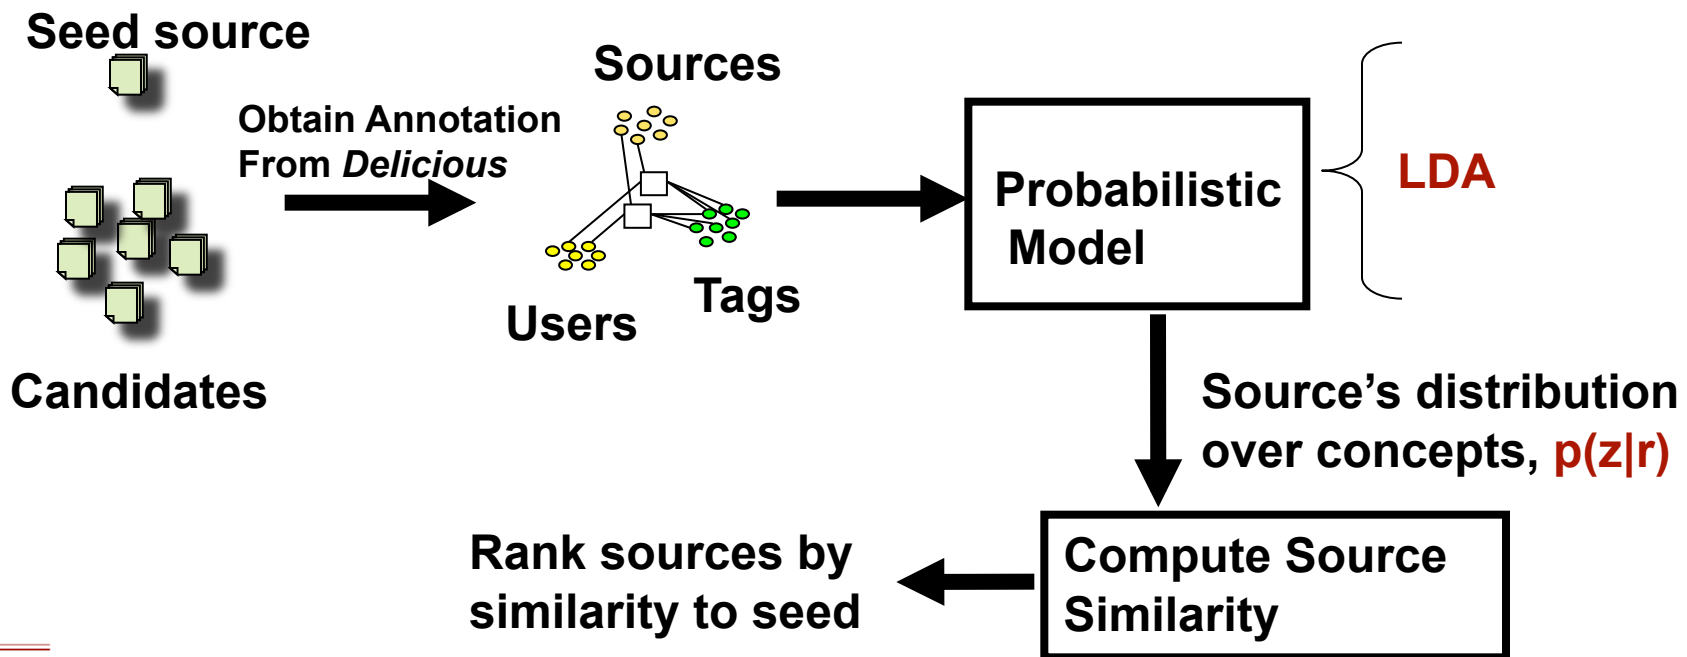 Seed source
Obtain Annotation
From Delicious
Candidates
Sources
Users
Tags
Probabilistic
Model
LDA
Source’s distribution
over concepts, p(z|r)
Compute Source
Similarity
Rank sources by
similarity to seed